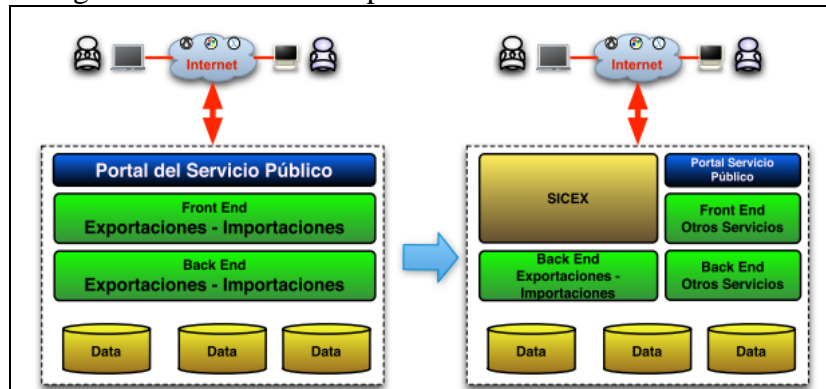 Internet
Portal del Servicio Público
Front End
Exportaciones - Importaciones
Back End
Exportaciones - Importaciones
Data
Data
Data
Internet
SICEX
Portal Servicio
Público
Front End
Otros Servicios
Back End
Exportaciones -
Importaciones
Back End
Otros Servicios
Data
Data
Data